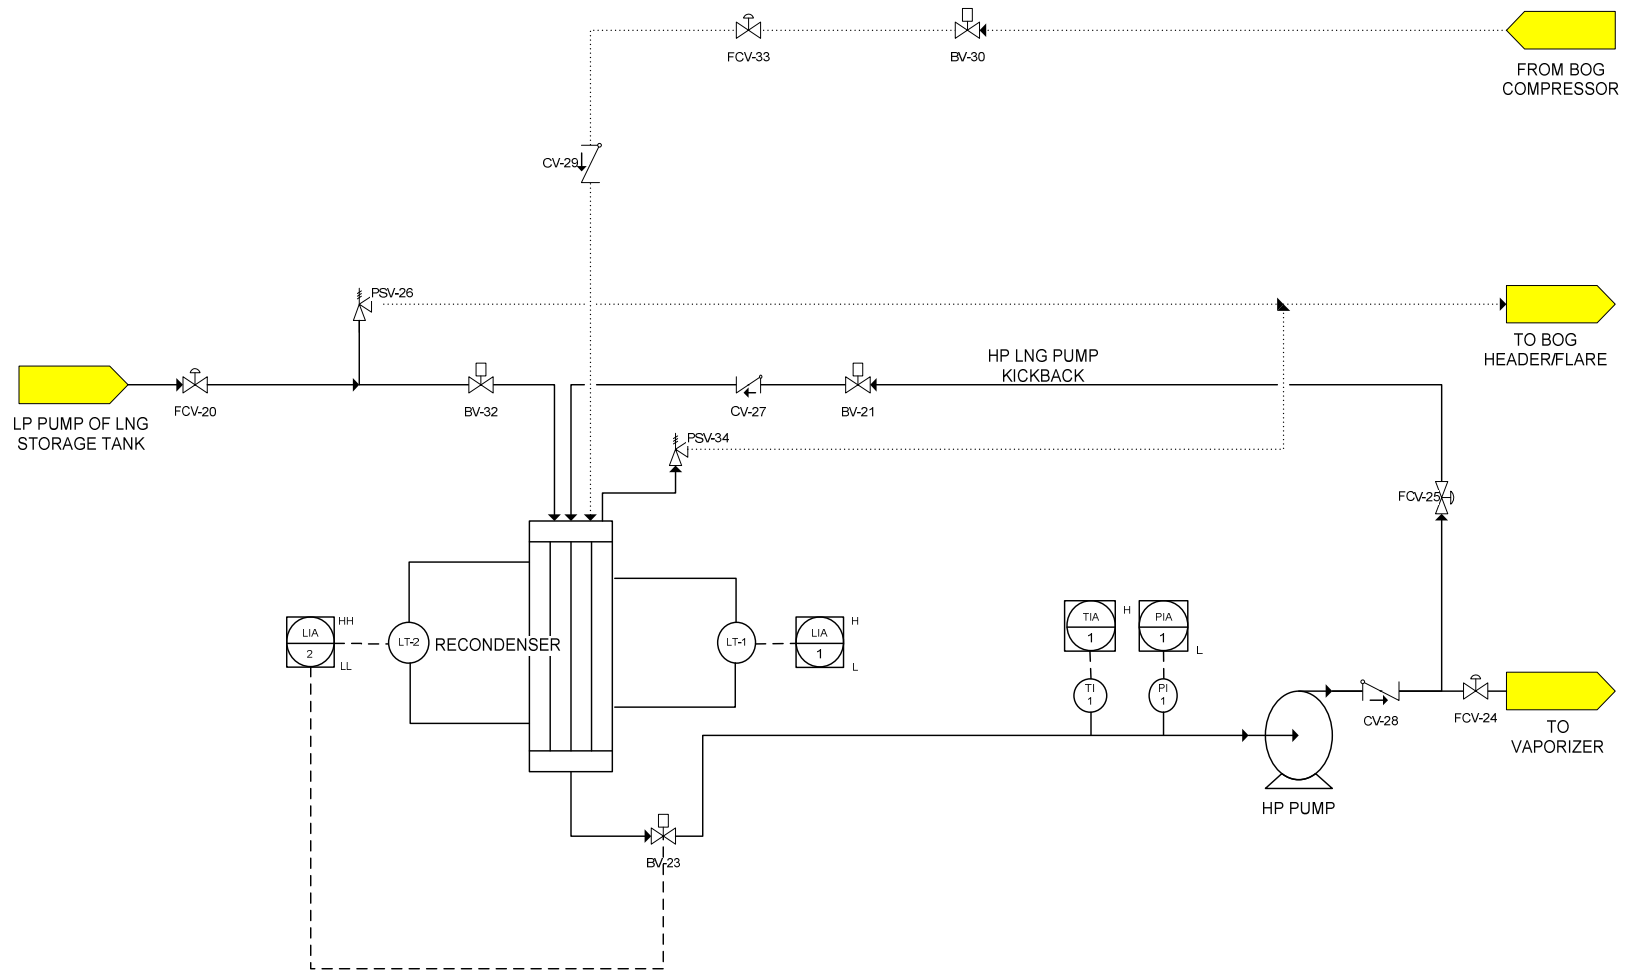 FCV-33
BV-30
FROM BOG
COMPRESSOR
CV-29
PSV-26
TO BOG
HEADER/FLARE
HP LNG PUMP
KICKBACK
FCV-20
BV-32
CV-27
BV-21
LP PUMP OF LNG
STORAGE TANK
PSV-34
FCV-25
LIA
2
HH
LL
LT-2
RECONDENSER
LT-1
LIA
1
H
L
TIA
1
H
PIA
1
L
TI
1
PI
1
CV-28
FCV-24
TO
VAPORIZER
HP PUMP
BV-23